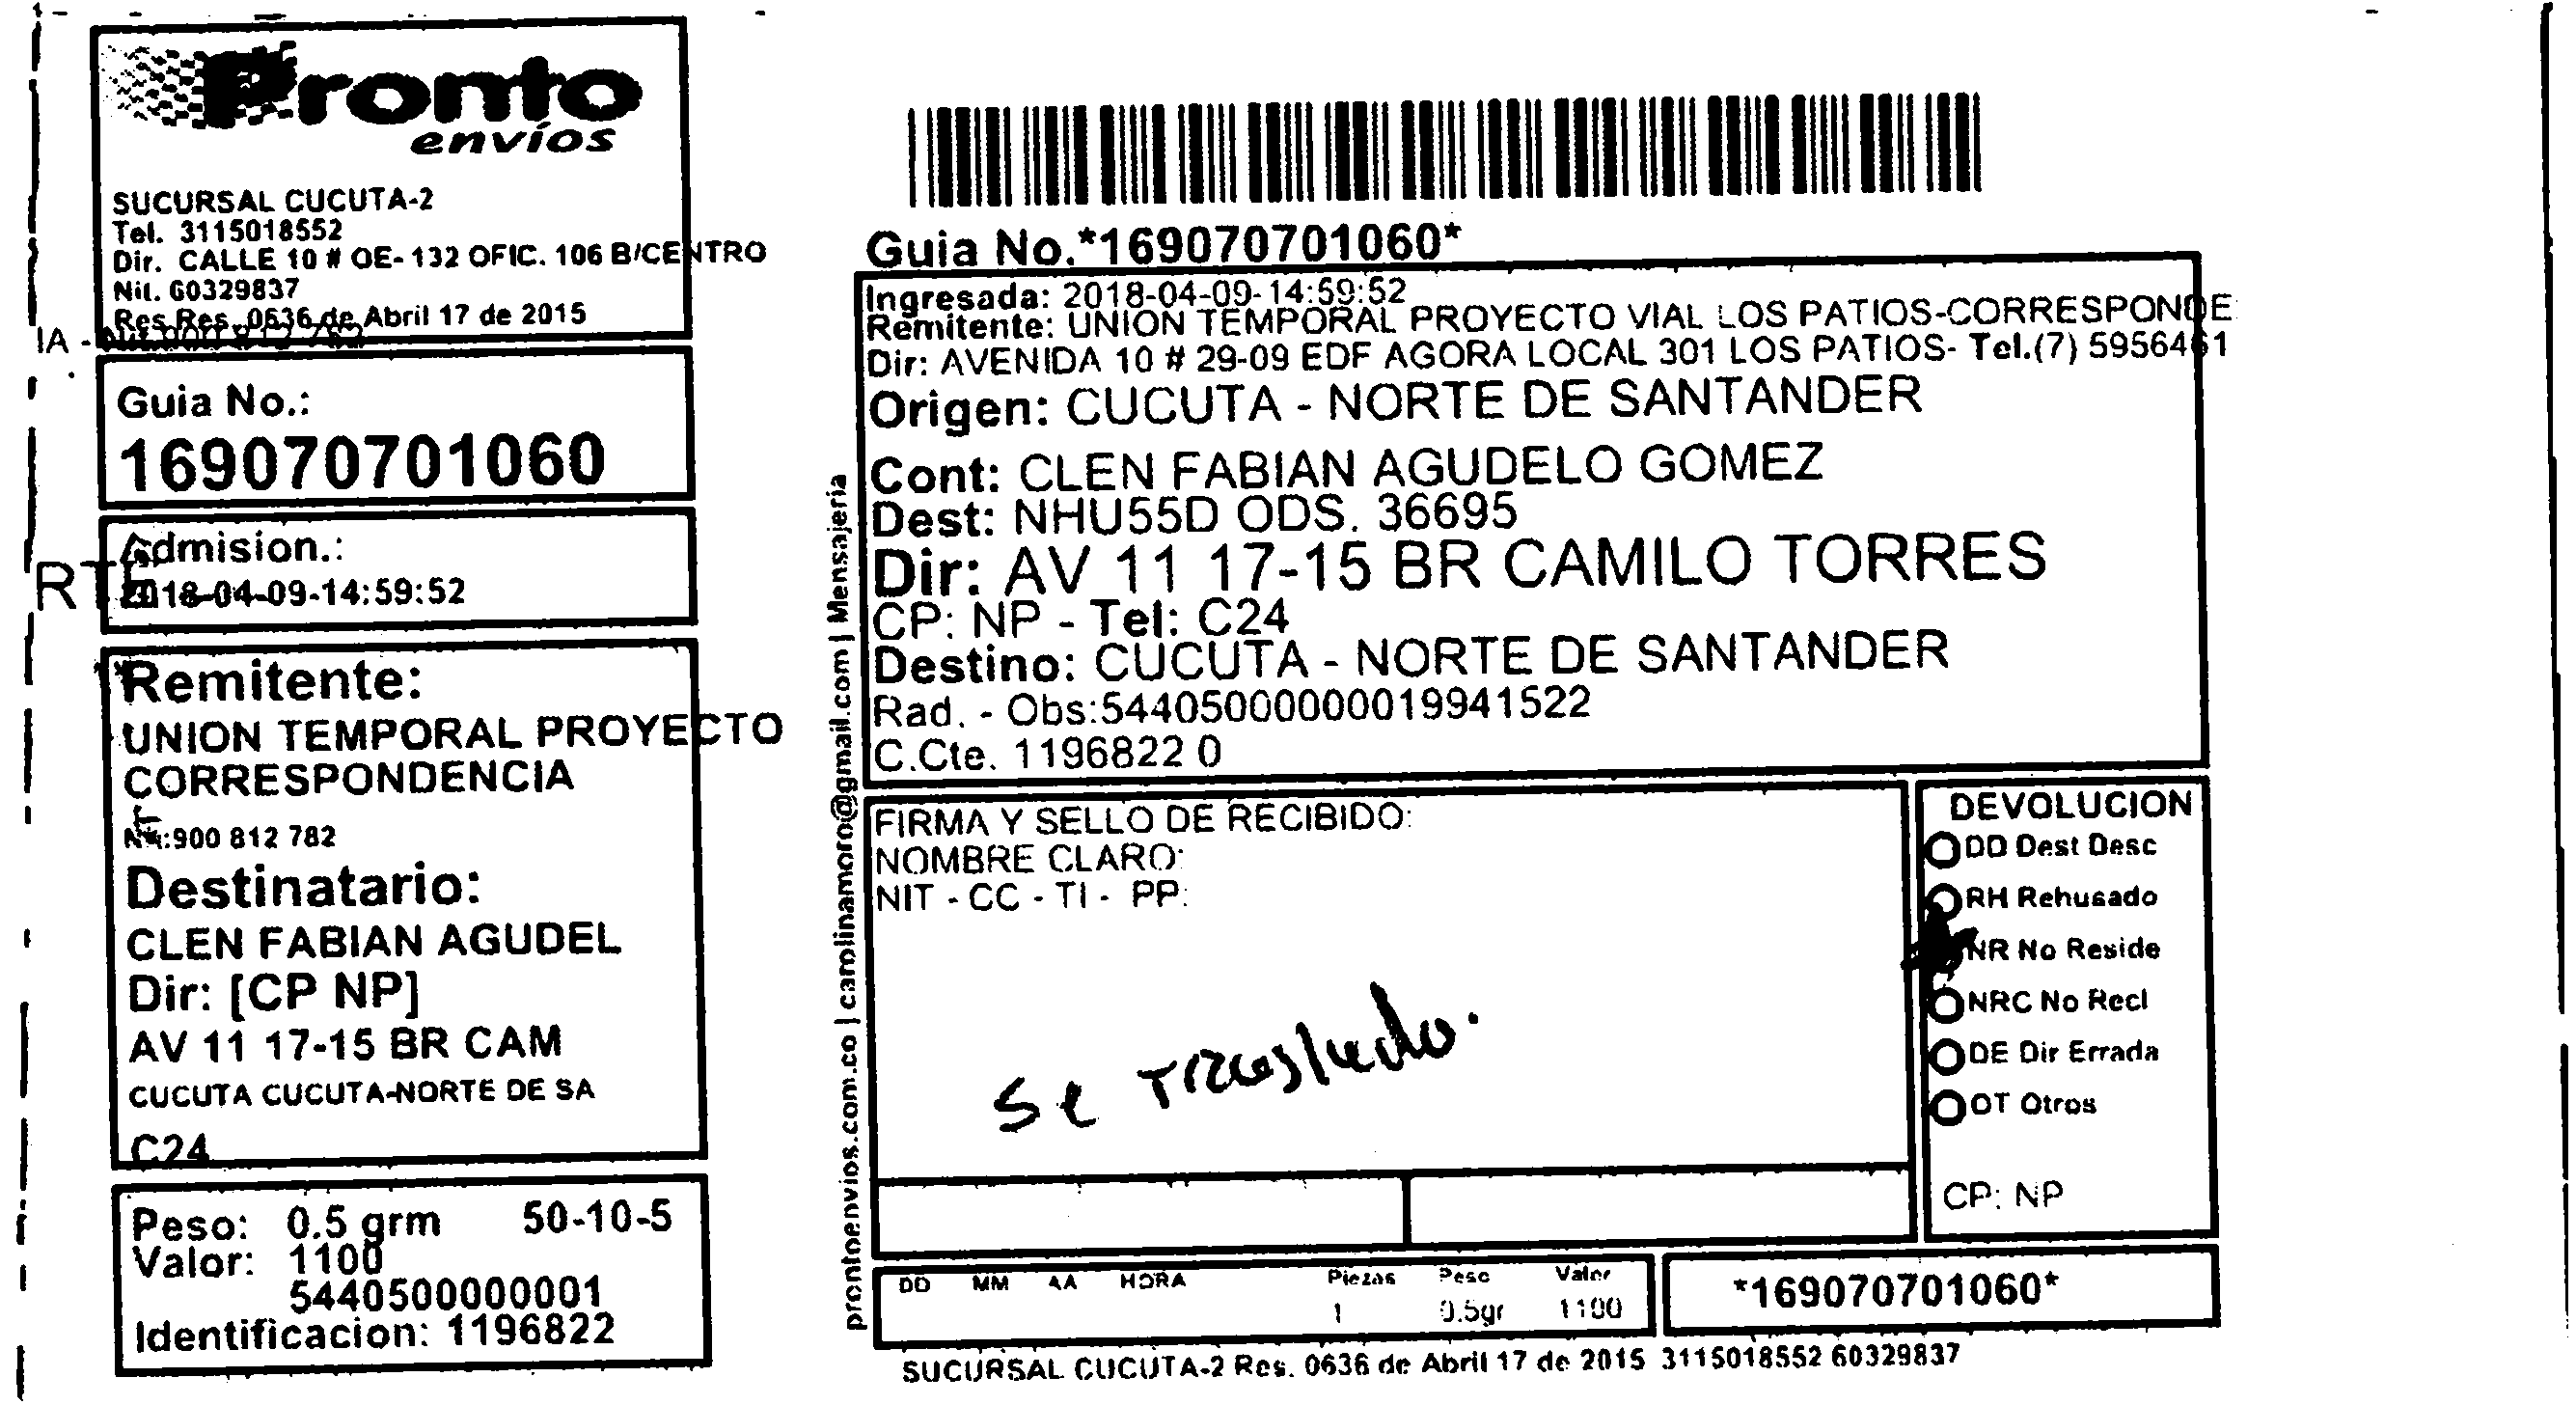 Pronto
envíos
SUCURSAL CUCUTA-2
Tel. 3115018552
Dir. CALLE 10 # OE- 132 OFIC. 106 B/CENTRO
Nit. 60329837
Res Res. 0636 de Abril 17 de 2015
IA -
Guia No.:
169070701060
Admision.:
2018-04-09-14:59:52
Remitente:
UNION TEMPORAL PROYECTO
CORRESPONDENCIA
Nit:900 812 782
Destinatario:
CLEN FABIAN AGUDEL
Dir: [CP NP]
AV 11 17-15 BR CAM
CUCUTA CUCUTA-NORTE DE SA
C24
Peso: 0.5 grm 50-10-5
Valor: 1100
5440500000001
Identificacion: 1196822
prontoenvios.com.co | carolinamoro@gmail.com | Mensajeria
Guia No.*169070701060*
Ingresada: 2018-04-09-14:59:52
Remitente: UNION TEMPORAL PROYECTO VIAL LOS PATIOS-CORRESPONDE
Dir: AVENIDA 10 # 29-09 EDF AGORA LOCAL 301 LOS PATIOS- Tel.(7) 5956461
Origen: CUCUTA - NORTE DE SANTANDER
Cont: CLEN FABIAN AGUDELO GOMEZ
Dest: NHU55D ODS. 36695
Dir: AV 11 17-15 BR CAMILO TORRES
CP: NP - Tel: C24
Destino: CUCUTA - NORTE DE SANTANDER
Rad. - Obs:54405000000019941522
C.Cte. 1196822 0
FIRMA Y SELLO DE RECIBIDO:
NOMBRE CLARO:
NIT - CC - TI - PP:
Se Trasludo.
DEVOLUCION
DD Dest Desc
RH Rehusado
NR No Reside
NRC No Recl
DE Dir Errada
OT Otros
CP: NP
DD MM AA HORA Piezas Peso Valor
1 0.5gr 1100
*169070701060*
SUCURSAL CUCUTA-2 Res. 0636 de Abril 17 de 2015 3115018552 60329837